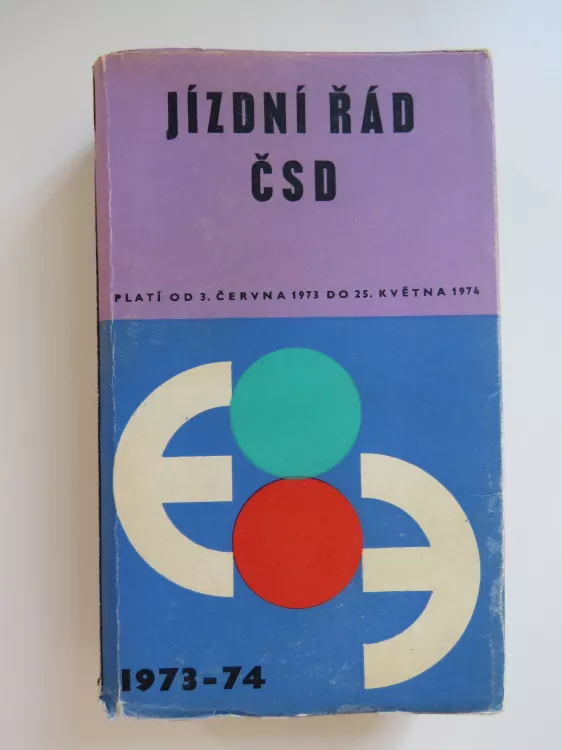 JÍZDNÍ ŘÁD
ČSD
PLATÍ OD 3. ČERVNA 1973 DO 25. KVĚTNA 1974
1973-74